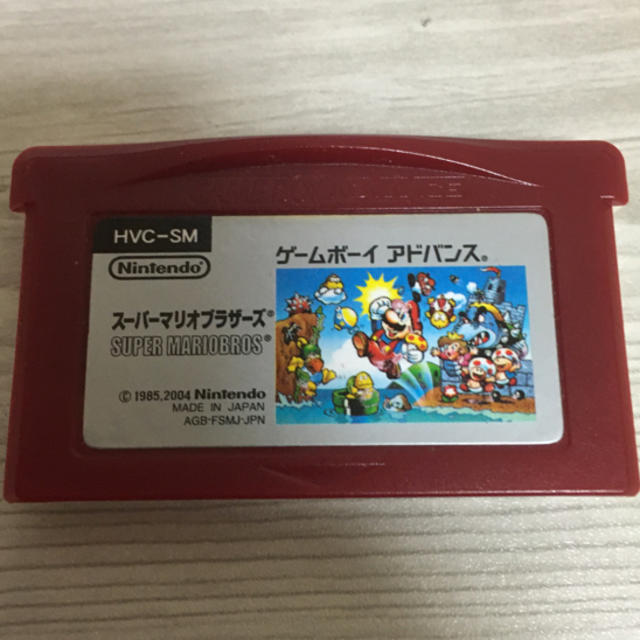 HVC-SM
Nintendo®
ゲームボーイ アドバンス®
スーパーマリオブラザーズ®
SUPER MARIOBROS®
© 1985,2004 Nintendo
MADE IN JAPAN
AGB-FSMJ-JPN